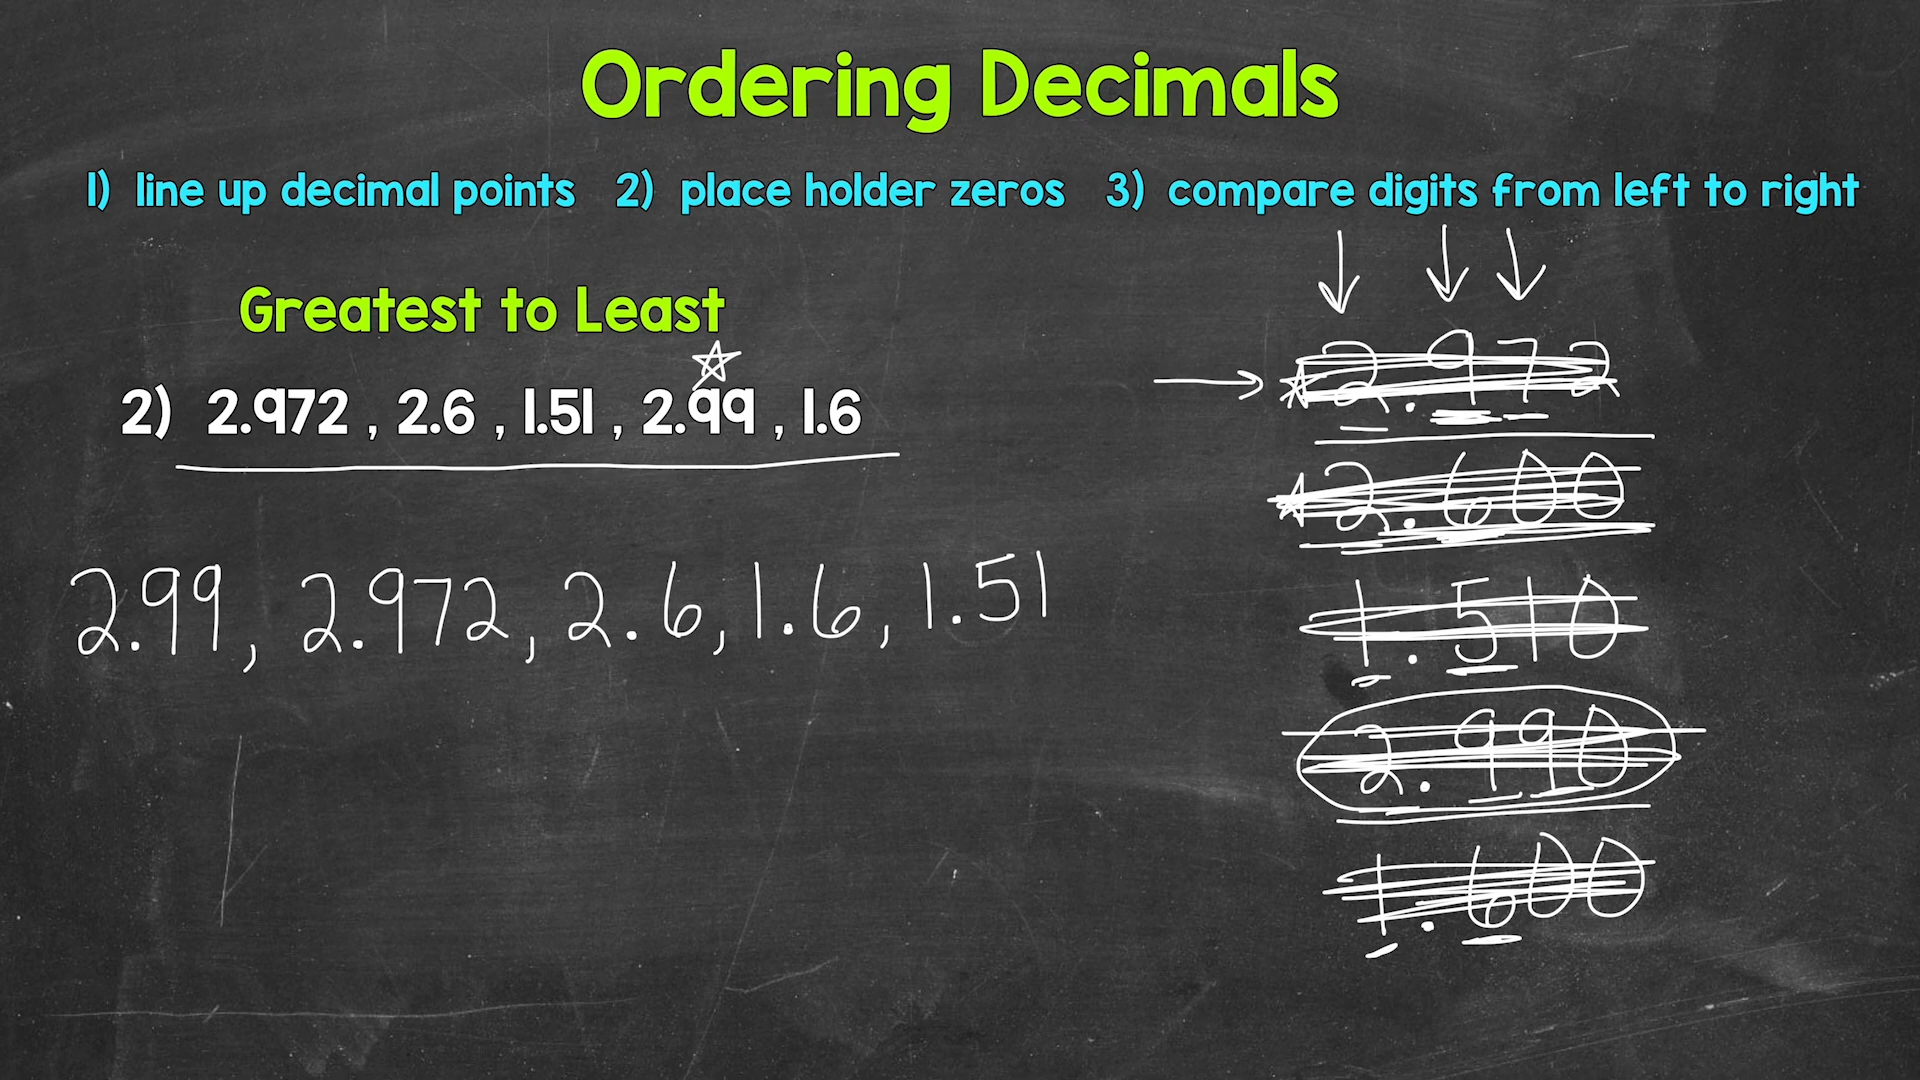 Ordering Decimals
1) line up decimal points 2) place holder zeros 3) compare digits from left to right
Greatest to Least
2) 2.972 , 2.6 , 1.51 , 2.99 , 1.6
2.99, 2.972, 2.6, 1.6, 1.51
2.972
2.600
1.510
2.990
1.600